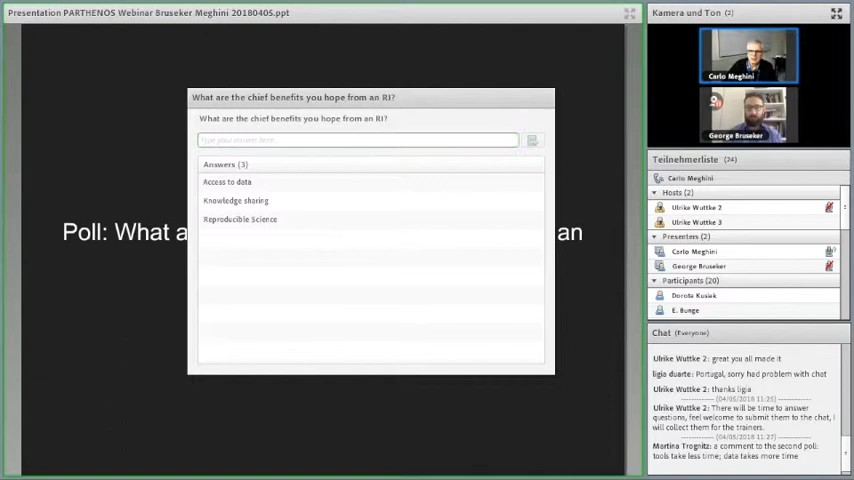 Presentation PARTHENOS Webinar Bruseker Meghini 20180405.ppt
What are the chief benefits you hope from an RI?
What are the chief benefits you hope from an RI?
Type your answer here...
Answers (3)
Access to data
Knowledge sharing
Reproducible Science
Poll: What a
an
Kamera und Ton (2)
Carlo Meghini
George Bruseker
Teilnehmerliste (24)
Carlo Meghini
Hosts (2)
Ulrike Wuttke 2
Ulrike Wuttke 3
Presenters (2)
Carlo Meghini
George Bruseker
Participants (20)
Dorota Kusiek
E. Bunge
Chat (Everyone)
Ulrike Wuttke 2: great you all made it
ligia duarte: Portugal, sorry had problem with chat
Ulrike Wuttke 2: thanks ligia
------------- (04/05/2018 11:25) -------------
Ulrike Wuttke 2: There will be time to answer
questions, feel welcome to submit them to the chat, I
will collect them for the trainers.
------------- (04/05/2018 11:27) -------------
Martina Trognitz: a comment to the second poll:
tools take less time; data takes more time